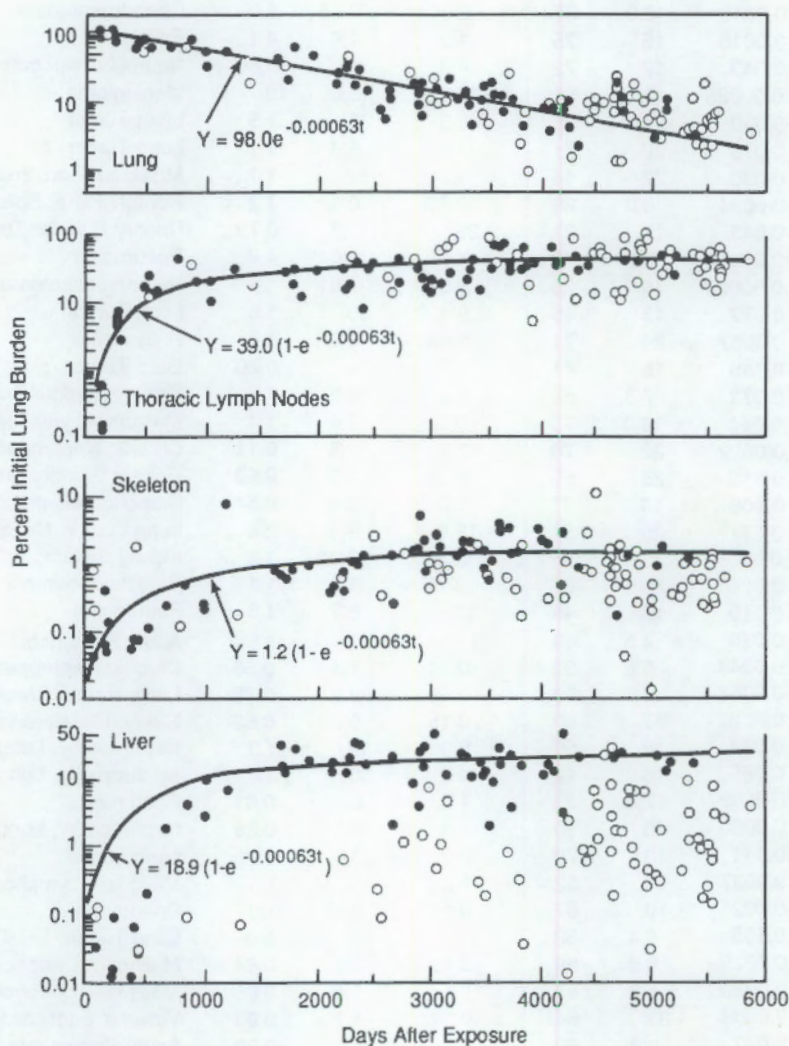 Percent Initial Lung Burden
100
10
1
Y = 98.0e^-0.00063t
Lung
100
10
1
0.1
Y = 39.0 (1-e^-0.00063t)
Thoracic Lymph Nodes
Skeleton
10
1
0.1
0.01
Y = 1.2 (1- e^-0.00063t)
50
10
1
0.1
0.01
Liver
Y = 18.9 (1-e^-0.00063t)
0 1000 2000 3000 4000 5000 6000
Days After Exposure